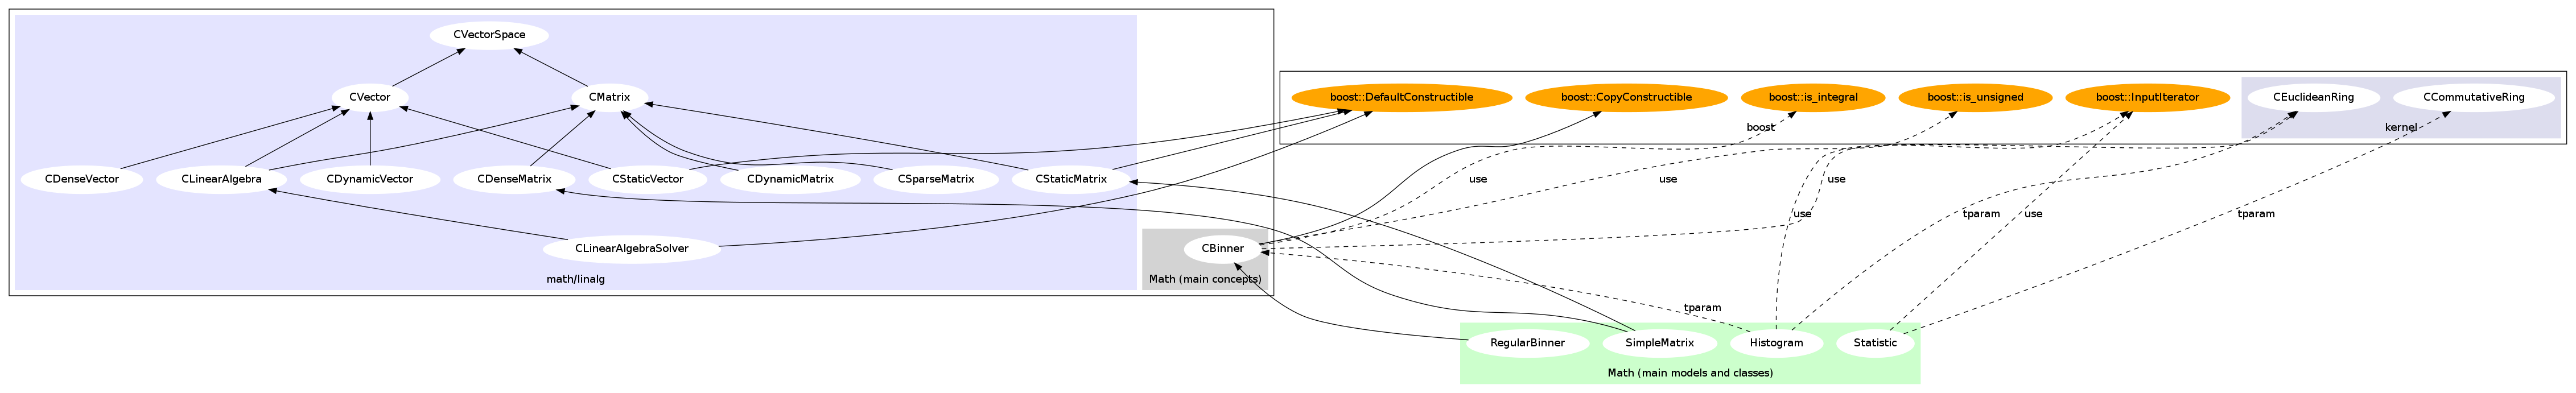 CVectorSpace
CVector
CMatrix
boost::DefaultConstructible
boost::CopyConstructible
boost::is_integral
boost::is_unsigned
boost::InputIterator
CEuclideanRing
CCommutativeRing
boost
kernel
CDenseVector
CLinearAlgebra
CDynamicVector
CDenseMatrix
CStaticVector
CDynamicMatrix
CSparseMatrix
CStaticMatrix
use
use
use
use
tparam
use
tparam
CLinearAlgebraSolver
CBinner
math/linalg
Math (main concepts)
tparam
RegularBinner
SimpleMatrix
Histogram
Statistic
Math (main models and classes)